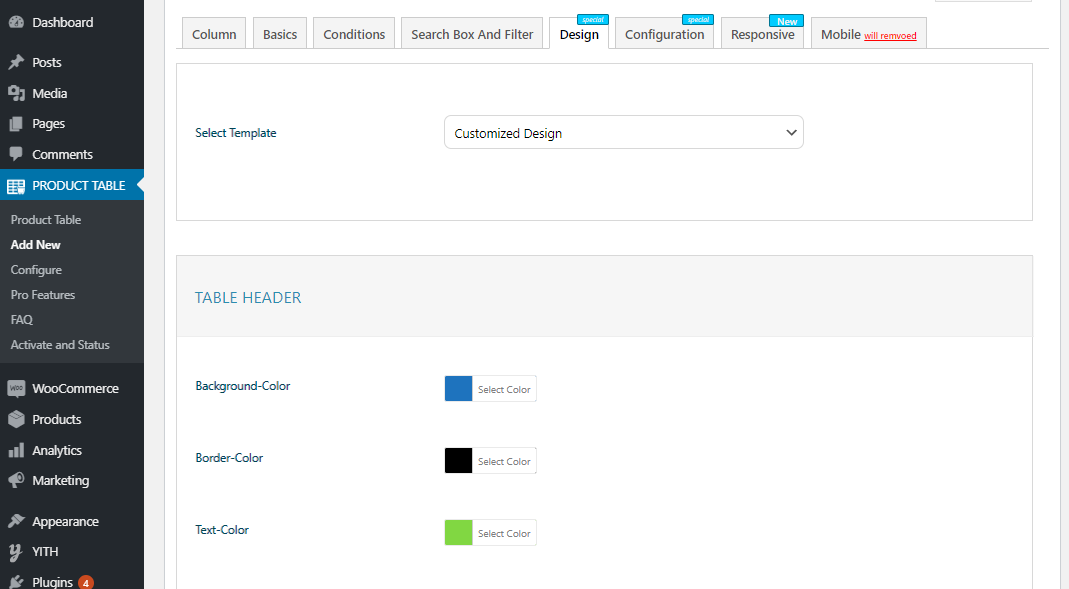 Dashboard
Posts
Media
Pages
Comments
PRODUCT TABLE
Product Table
Add New
Configure
Pro Features
FAQ
Activate and Status
WOO WooCommerce
Products
Analytics
Marketing
Appearance
YITH
Plugins 4
special special New
Column Basics Conditions Search Box And Filter Design Configuration Responsive Mobile will remvoed
Select Template Customized Design
TABLE HEADER
Background-Color Select Color
Border-Color Select Color
Text-Color Select Color